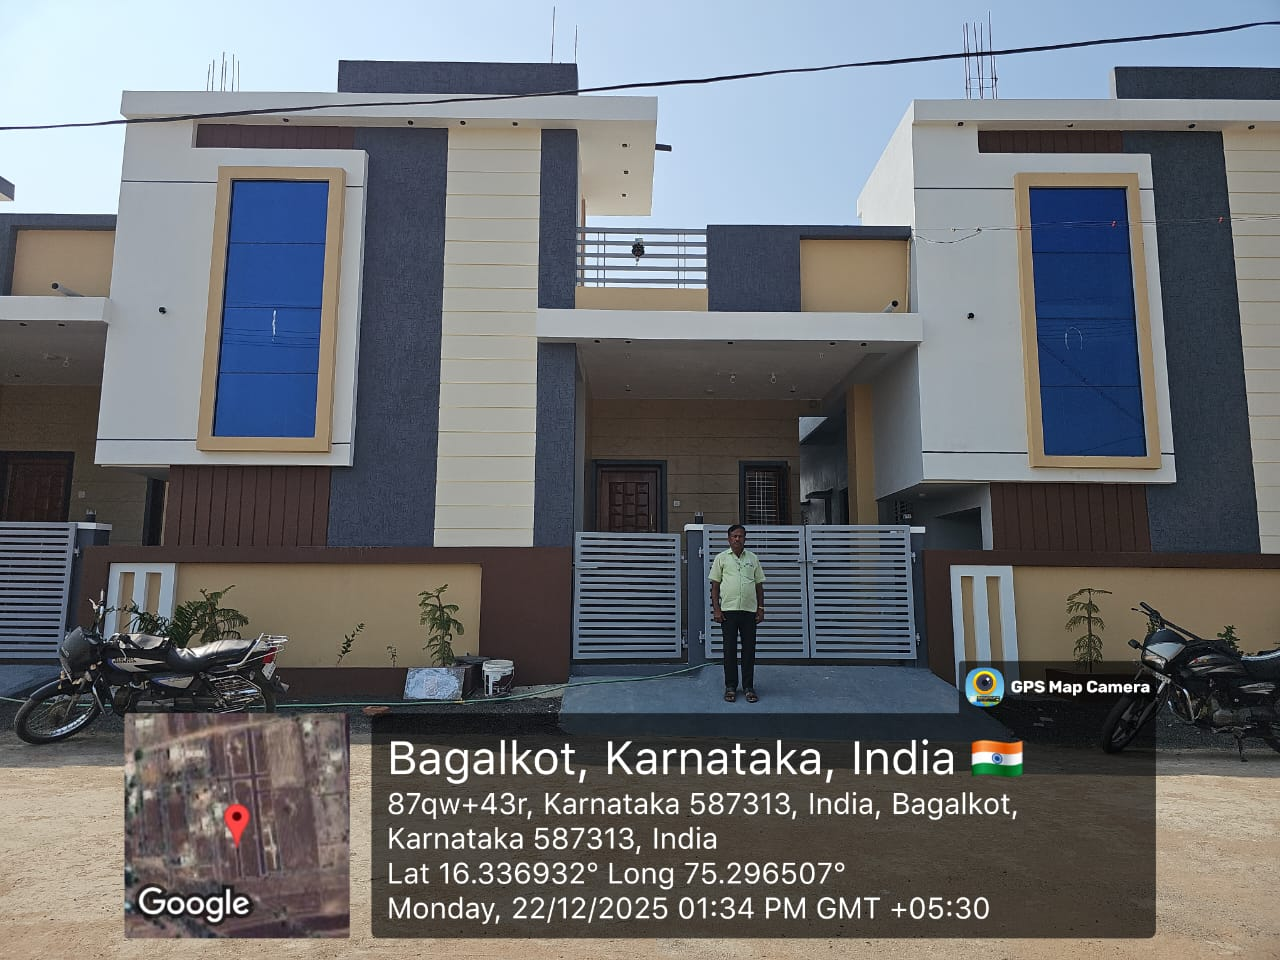 GPS Map Camera
Bagalkot, Karnataka, India
87qw+43r, Karnataka 587313, India, Bagalkot,
Karnataka 587313, India
Lat 16.336932° Long 75.296507°
Monday, 22/12/2025 01:34 PM GMT +05:30
Google